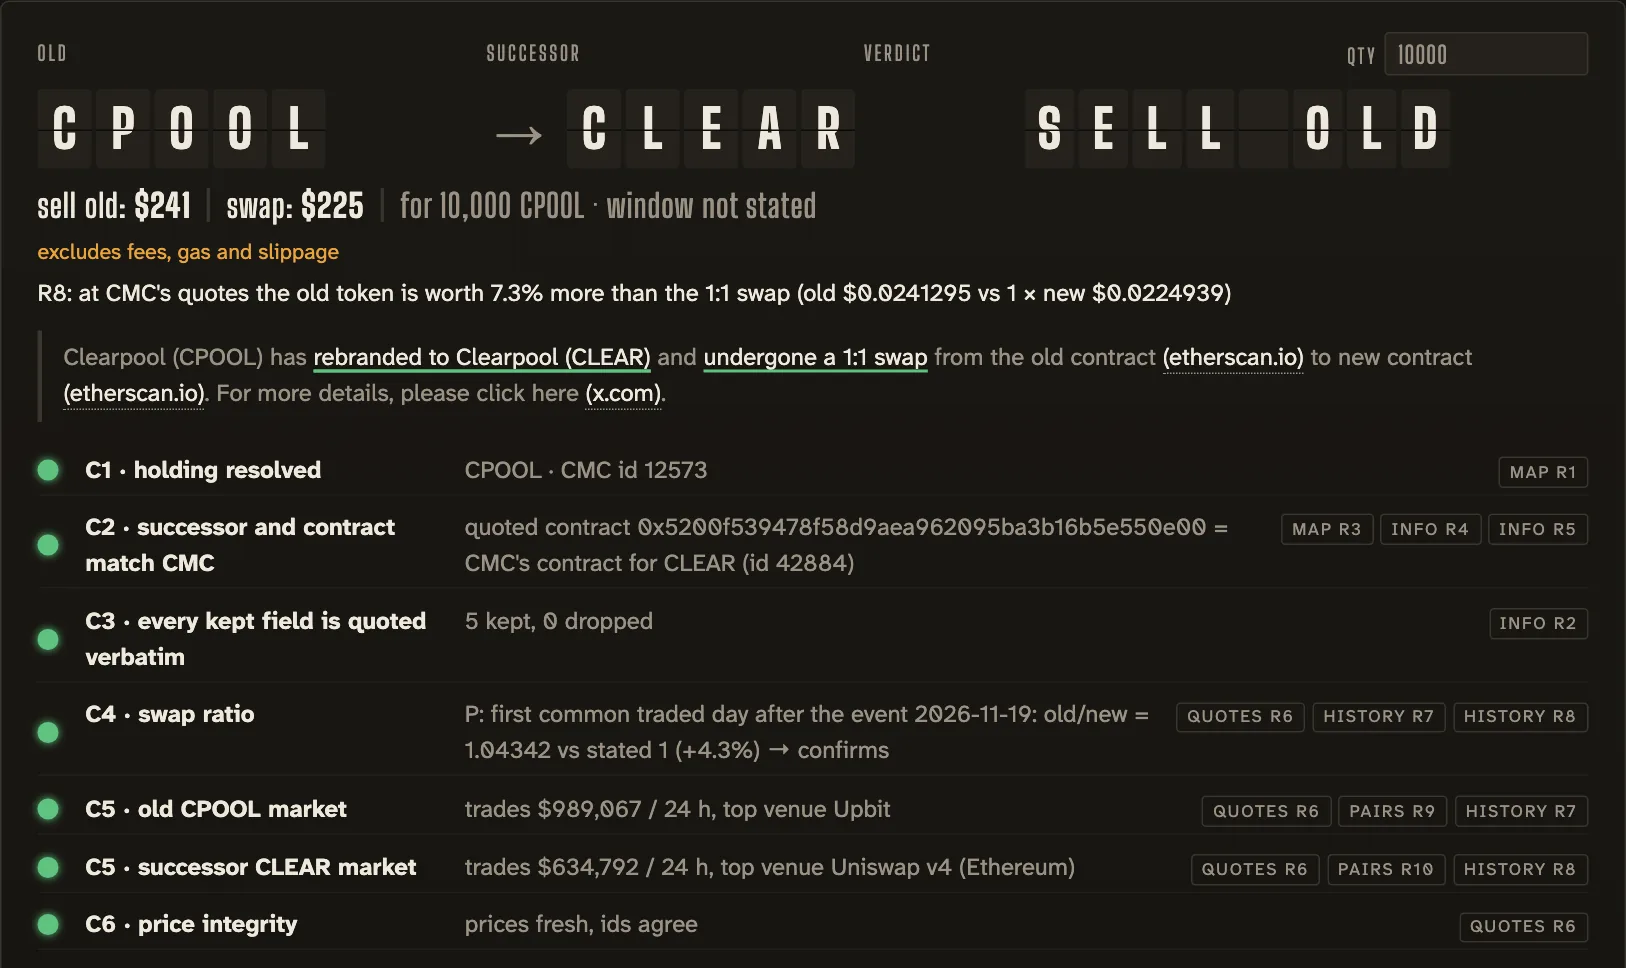 OLD SUCCESSOR VERDICT QTY 10000
CPOOL → CLEAR SELL OLD
sell old: $241 | swap: $225 | for 10,000 CPOOL · window not stated
excludes fees, gas and slippage
R8: at CMC's quotes the old token is worth 7.3% more than the 1:1 swap (old $0.0241295 vs 1 × new $0.0224939)
Clearpool (CPOOL) has rebranded to Clearpool (CLEAR) and undergone a 1:1 swap from the old contract (etherscan.io) to new contract
(etherscan.io). For more details, please click here (x.com).
C1 · holding resolved CPOOL · CMC id 12573 MAP R1
C2 · successor and contract quoted contract 0x5200f539478f58d9aea962095ba3b16b5e550e00 = MAP R3 INFO R4 INFO R5
match CMC CMC's contract for CLEAR (id 42884)
C3 · every kept field is quoted 5 kept, 0 dropped INFO R2
verbatim
C4 · swap ratio P: first common traded day after the event 2026-11-19: old/new = QUOTES R6 HISTORY R7 HISTORY R8
1.04342 vs stated 1 (+4.3%) → confirms
C5 · old CPOOL market trades $989,067 / 24 h, top venue Upbit QUOTES R6 PAIRS R9 HISTORY R7
C5 · successor CLEAR market trades $634,792 / 24 h, top venue Uniswap v4 (Ethereum) QUOTES R6 PAIRS R10 HISTORY R8
C6 · price integrity prices fresh, ids agree QUOTES R6